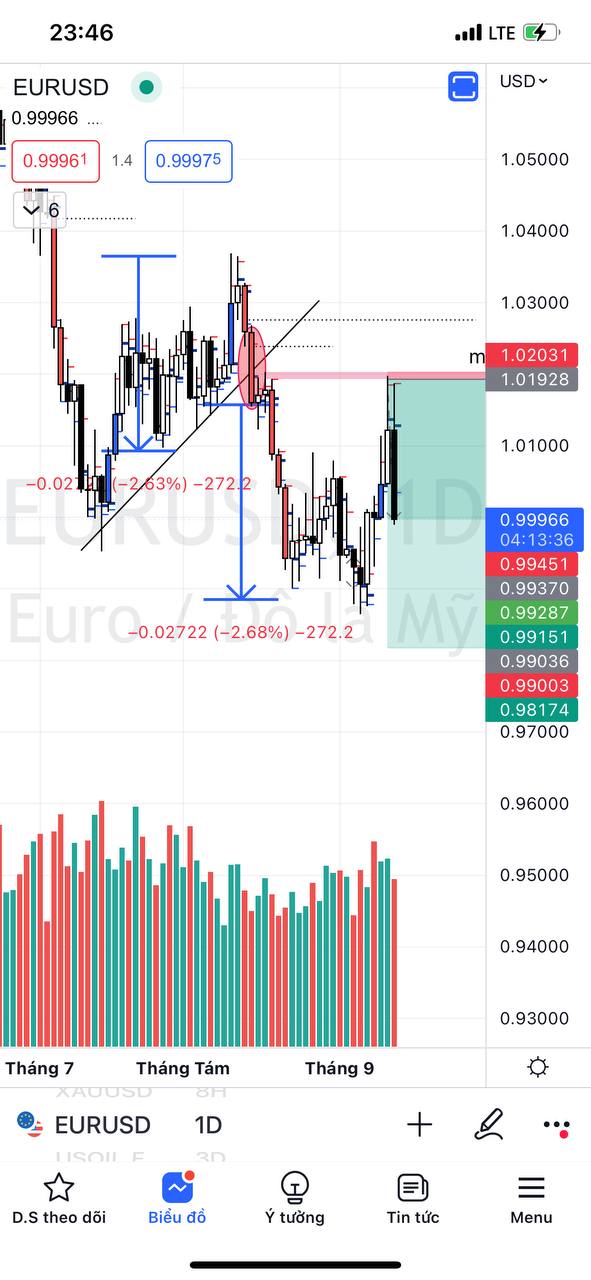 23:46
LTE
EURUSD
USD
0.99966 ....
0.99961
1.4
0.99975
6
1.05000
1.04000
1.03000
m
1.02031
1.01928
1.01000
−0.02722 (−2.63%) −272.2
EURUSD, 1D
0.99966
04:13:36
0.99451
0.99370
0.99287
Euro / Đô la Mỹ
0.99151
−0.02722 (−2.68%) −272.2
0.99036
0.99003
0.98174
0.97000
0.96000
0.95000
0.94000
0.93000
Tháng 7
Tháng Tám
Tháng 9
XAUUSD 8H
EURUSD 1D
USOIL.F 3D
D.S theo dõi
Biểu đồ
Ý tưởng
Tin tức
Menu